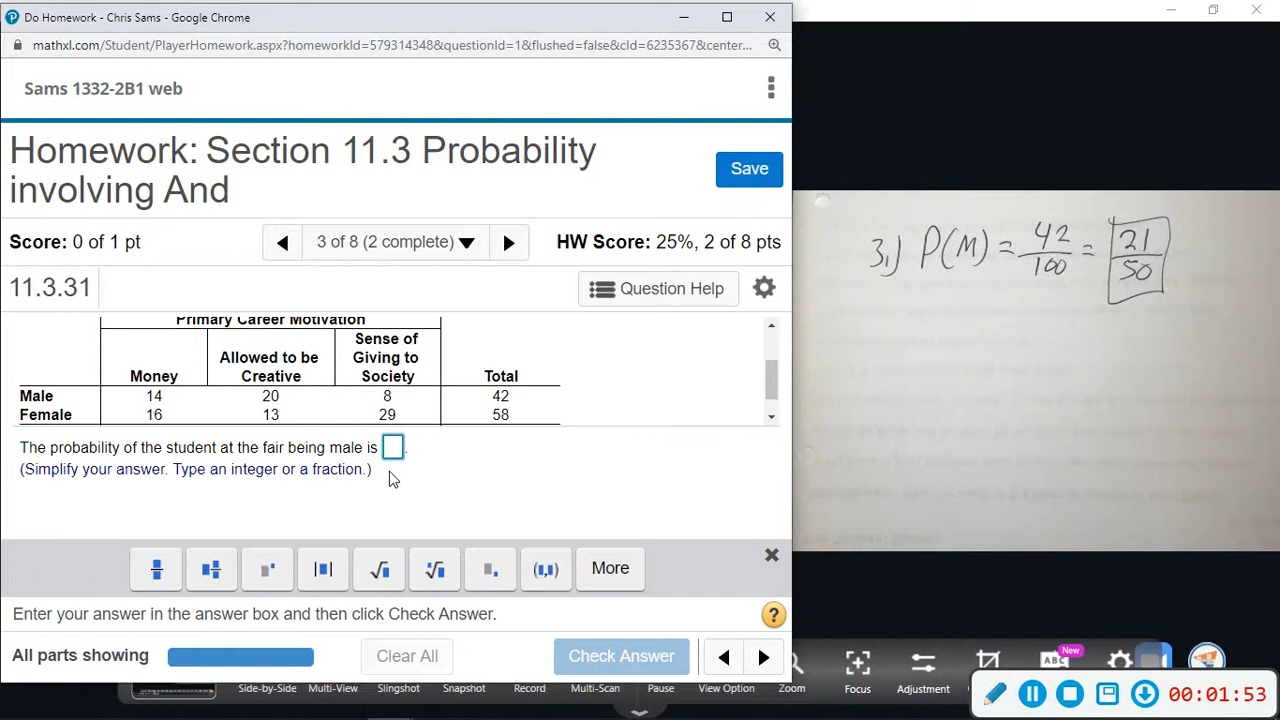 Do Homework - Chris Sams - Google Chrome
mathxl.com/Student/PlayerHomework.aspx?homeworkId=579314348&questionId=1&flushed=false&cId=6235367&center...
Sams 1332-2B1 web
Homework: Section 11.3 Probability
involving And
Save
Score: 0 of 1 pt
3 of 8 (2 complete)
HW Score: 25%, 2 of 8 pts
11.3.31
Question Help
Primary Career Motivation
Money
Allowed to be
Creative
Sense of
Giving to
Society
Total
Male 14 20 8 42
Female 16 13 29 58
The probability of the student at the fair being male is .
(Simplify your answer. Type an integer or a fraction.)
More
Enter your answer in the answer box and then click Check Answer.
?
All parts showing
Clear All
Check Answer
3.) P(M) = 42/100 = 21/50
New
ABC
Side-by-Side
Multi-View
Slingshot
Snapshot
Record
Multi-Scan
Pause
View Option
Zoom
Focus
Adjustment
00:01:53